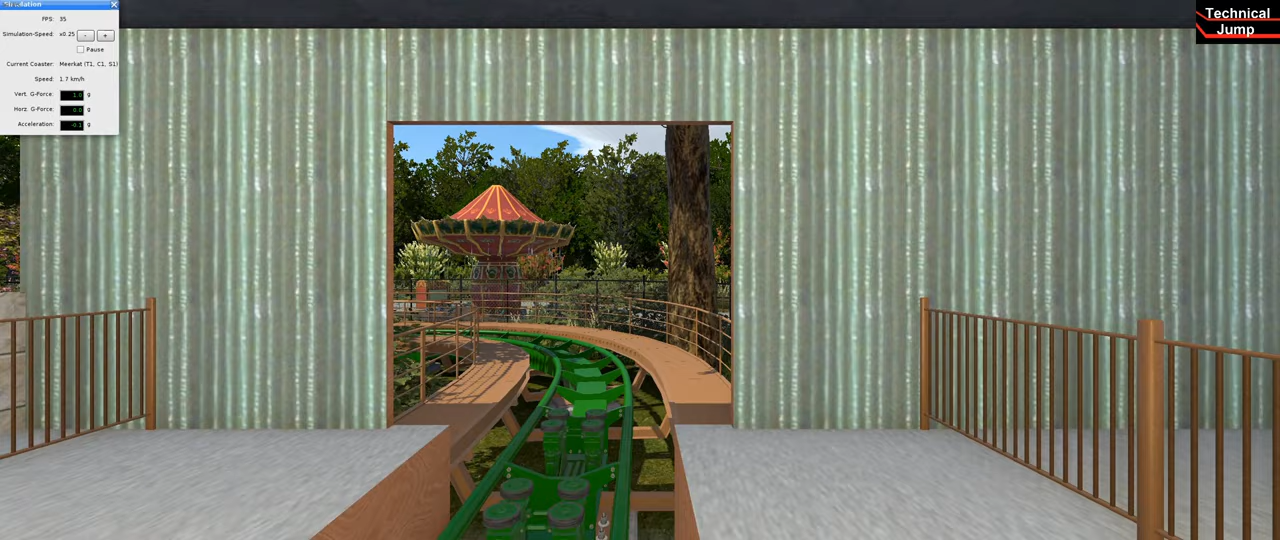 Simulation
FPS: 35
Simulation-Speed: x0.25 - +
Pause
Current Coaster: Meerkat (T1, C1, S1)
Speed: 1.7 km/h
Vert. G-Force: 1.0 g
Horz. G-Force: 0.0 g
Acceleration: -0.1 g
Technical
Jump